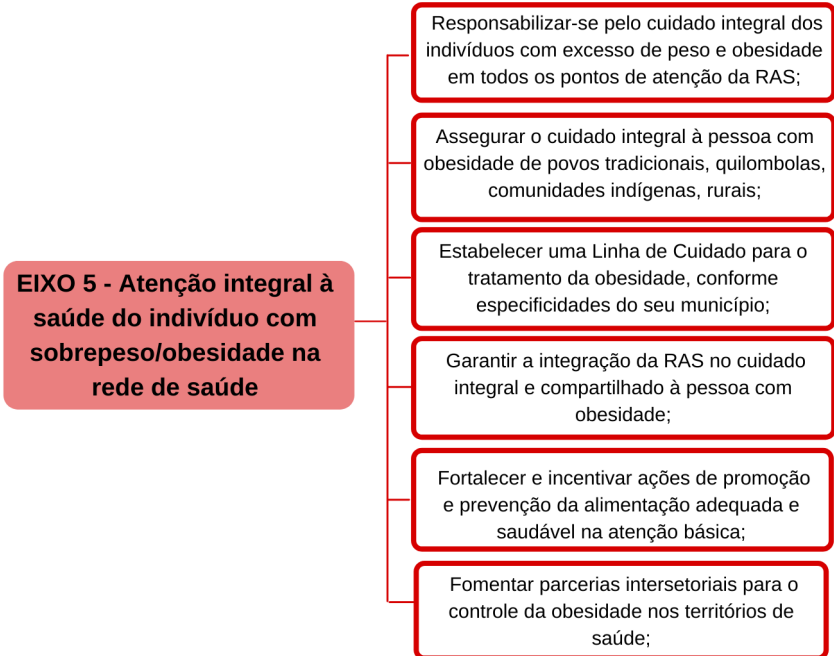 EIXO 5 - Atenção integral à
saúde do indivíduo com
sobrepeso/obesidade na
rede de saúde
Responsabilizar-se pelo cuidado integral dos
indivíduos com excesso de peso e obesidade
em todos os pontos de atenção da RAS;
Assegurar o cuidado integral à pessoa com
obesidade de povos tradicionais, quilombolas,
comunidades indígenas, rurais;
Estabelecer uma Linha de Cuidado para o
tratamento da obesidade, conforme
especificidades do seu município;
Garantir a integração da RAS no cuidado
integral e compartilhado à pessoa com
obesidade;
Fortalecer e incentivar ações de promoção
e prevenção da alimentação adequada e
saudável na atenção básica;
Fomentar parcerias intersetoriais para o
controle da obesidade nos territórios de
saúde;